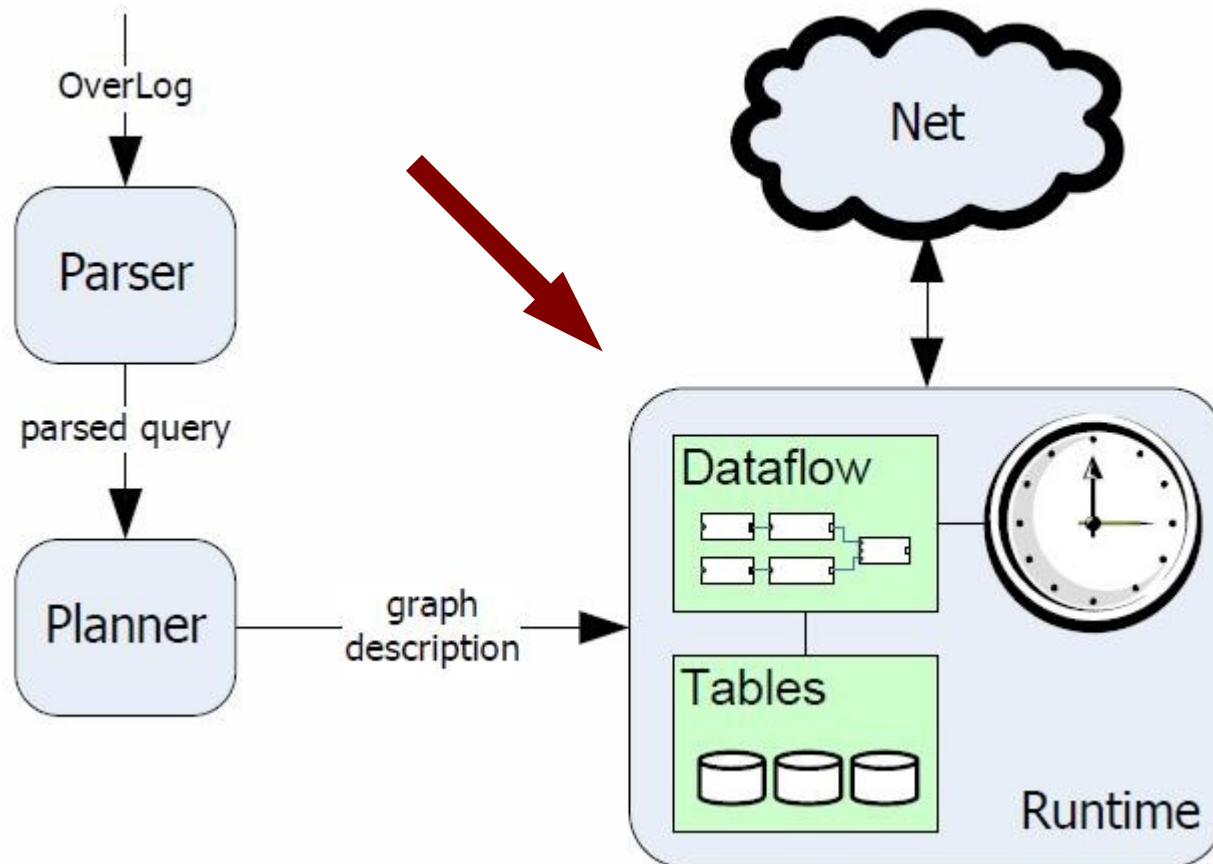 OverLog
Parser
parsed query
Planner
graph
description
Net
Dataflow
Tables
Runtime